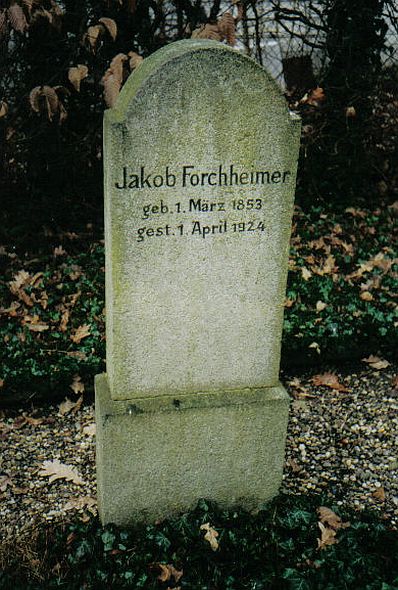 Jakob Forchheimer
geb. 1. März 1853
gest. 1. April 1924